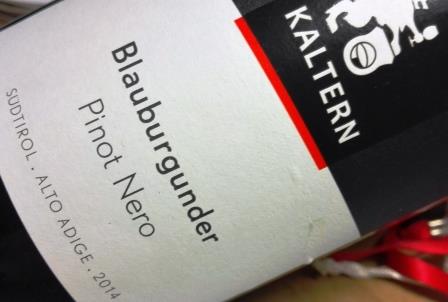 KALTERN
Blauburgunder
Pinot Nero
SÜDTIROL . ALTO ADIGE . 2014